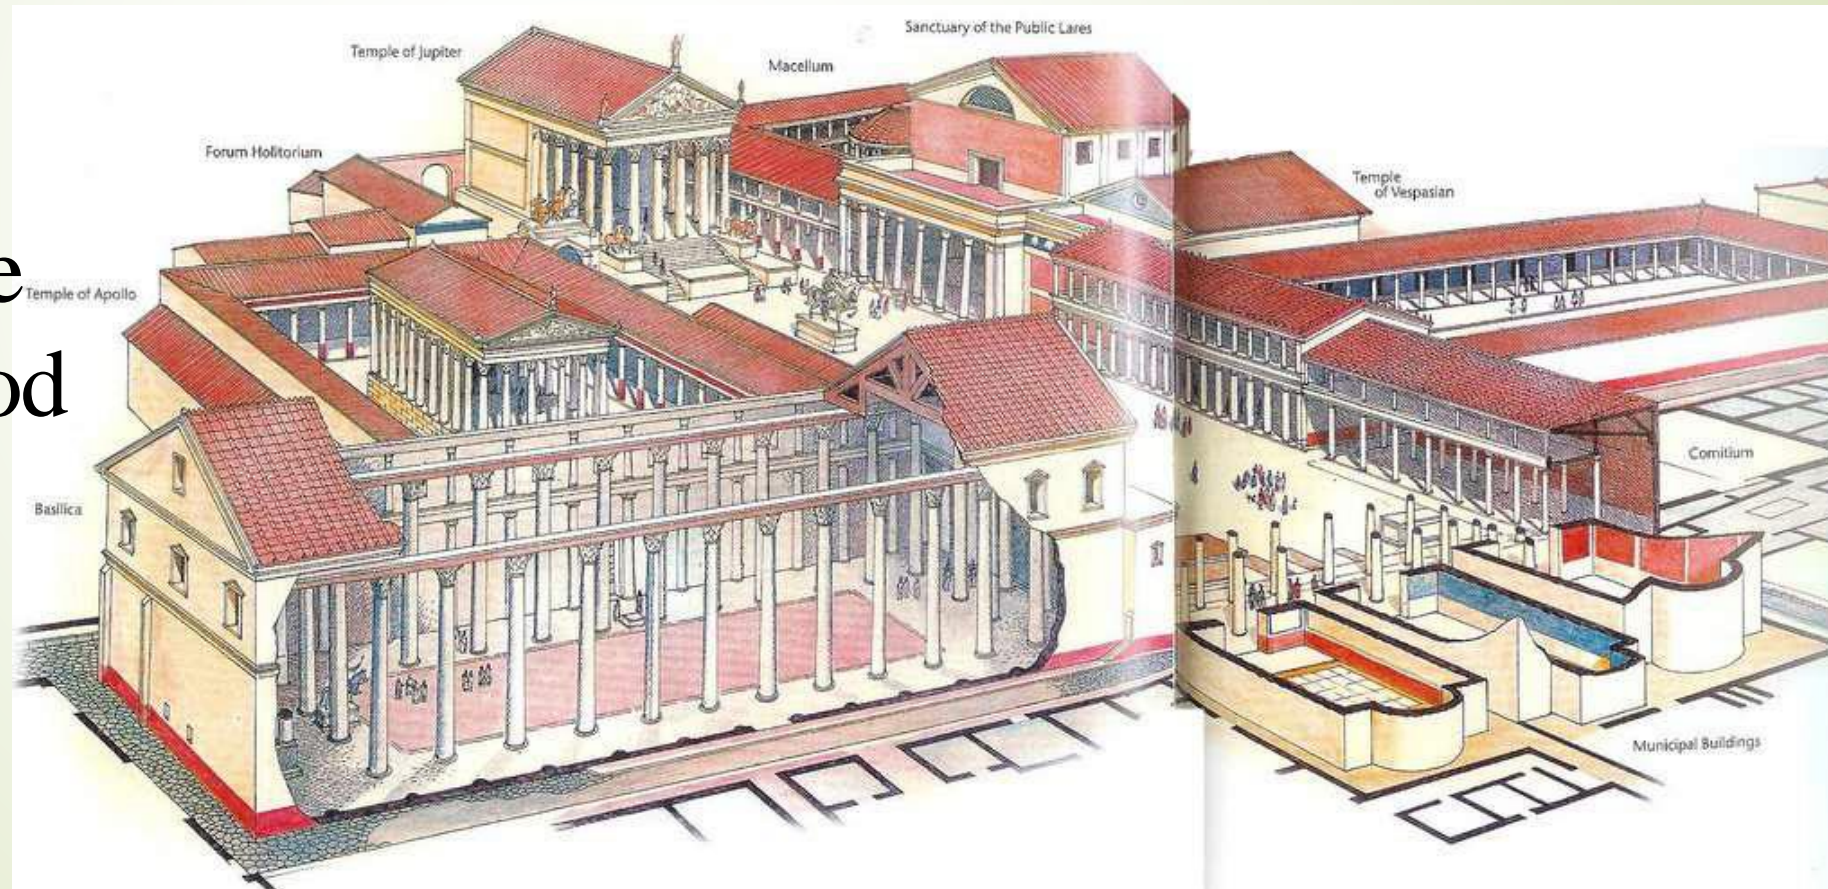 Sanctuary of the Public Lares
Temple of Jupiter
Macellum
Forum Holitorium
Temple
of Vespasian
e
Temple of Apollo
od
Comitium
Basilica
Municipal Buildings